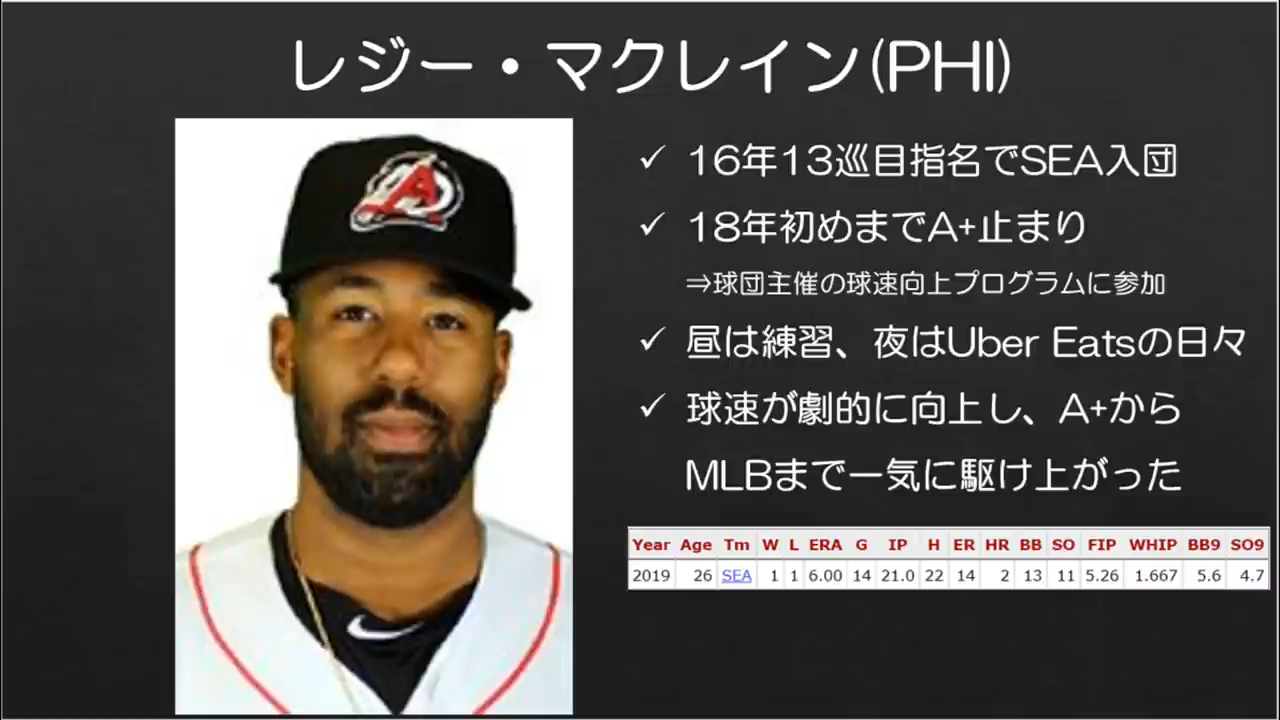 レジー・マクレイン(PHI)
✓ 16年13巡目指名でSEA入団
✓ 18年初めまでA+止まり
⇒球団主催の球速向上プログラムに参加
✓ 昼は練習、夜はUber Eatsの日々
✓ 球速が劇的に向上し、A+から
MLBまで一気に駆け上がった
Year Age Tm W L ERA G IP H ER HR BB SO FIP WHIP BB9 SO9
2019 26 SEA 1 1 6.00 14 21.0 22 14 2 13 11 5.26 1.667 5.6 4.7
A